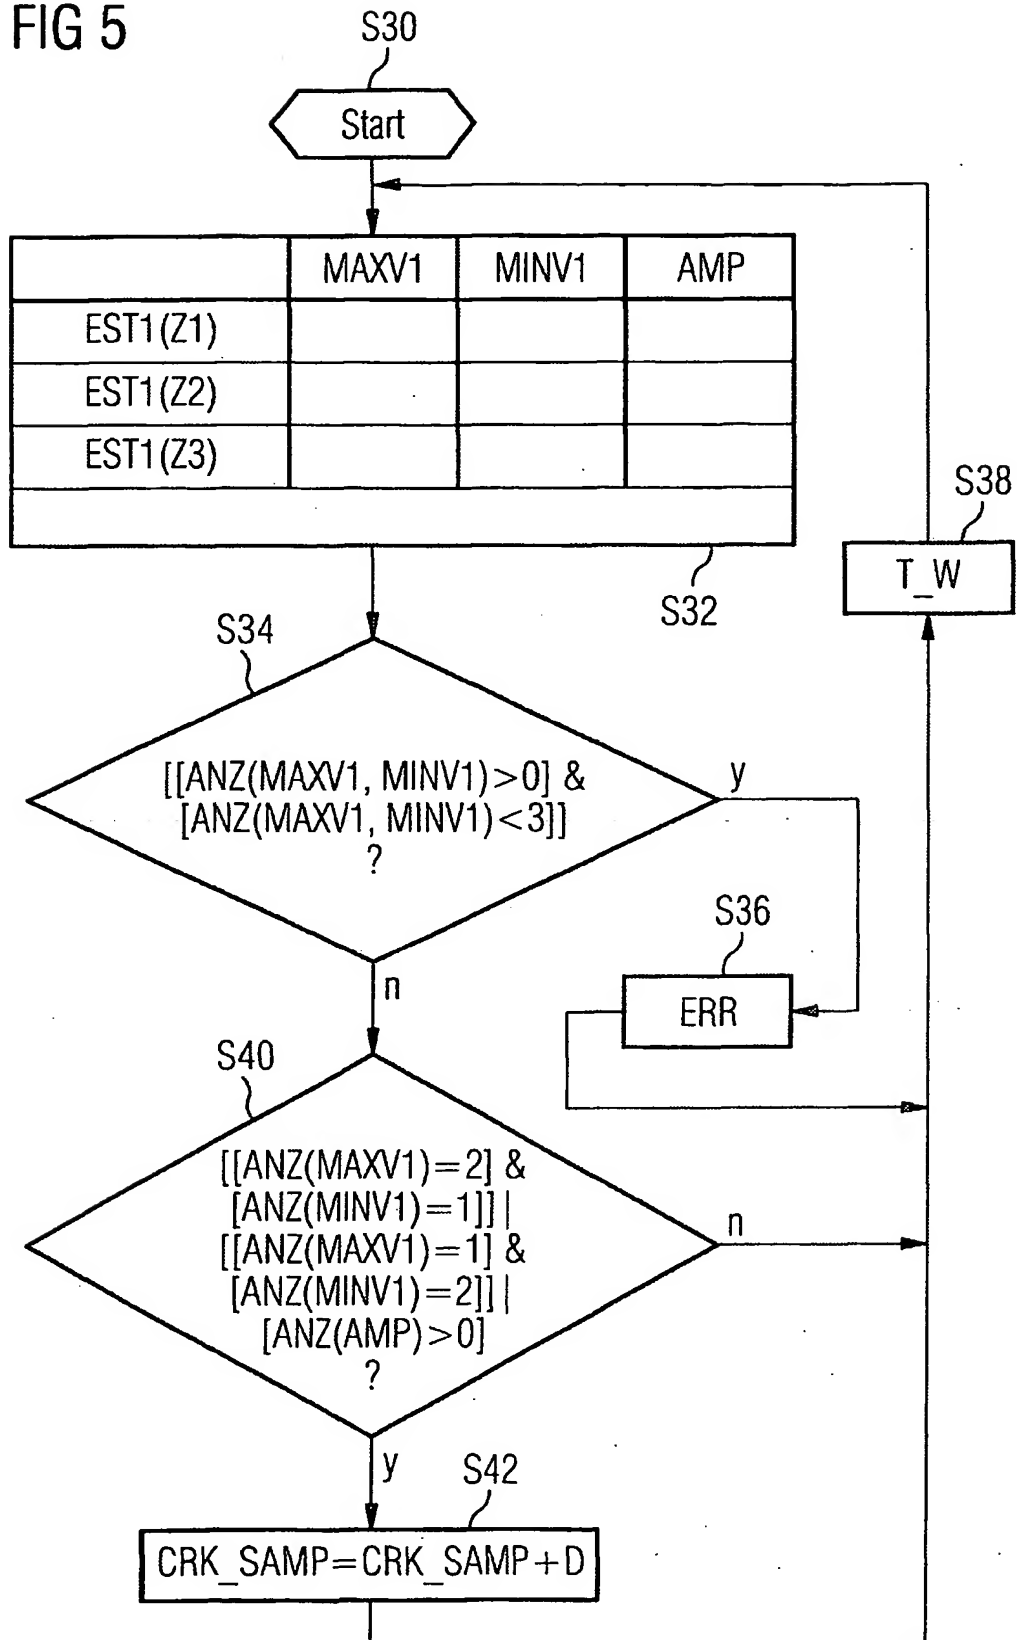 FIG 5
S30
Start
MAXV1 MINV1 AMP
EST1(Z1)
EST1(Z2)
EST1(Z3)
S38
T_W
S32
S34
[[ANZ(MAXV1, MINV1)>0] &
[ANZ(MAXV1, MINV1)<3]]
?
y
S36
ERR
n
S40
[[ANZ(MAXV1)=2] &
[ANZ(MINV1)=1]] |
[[ANZ(MAXV1)=1] &
[ANZ(MINV1)=2]] |
[ANZ(AMP)>0]
?
n
y
S42
CRK_SAMP=CRK_SAMP+D